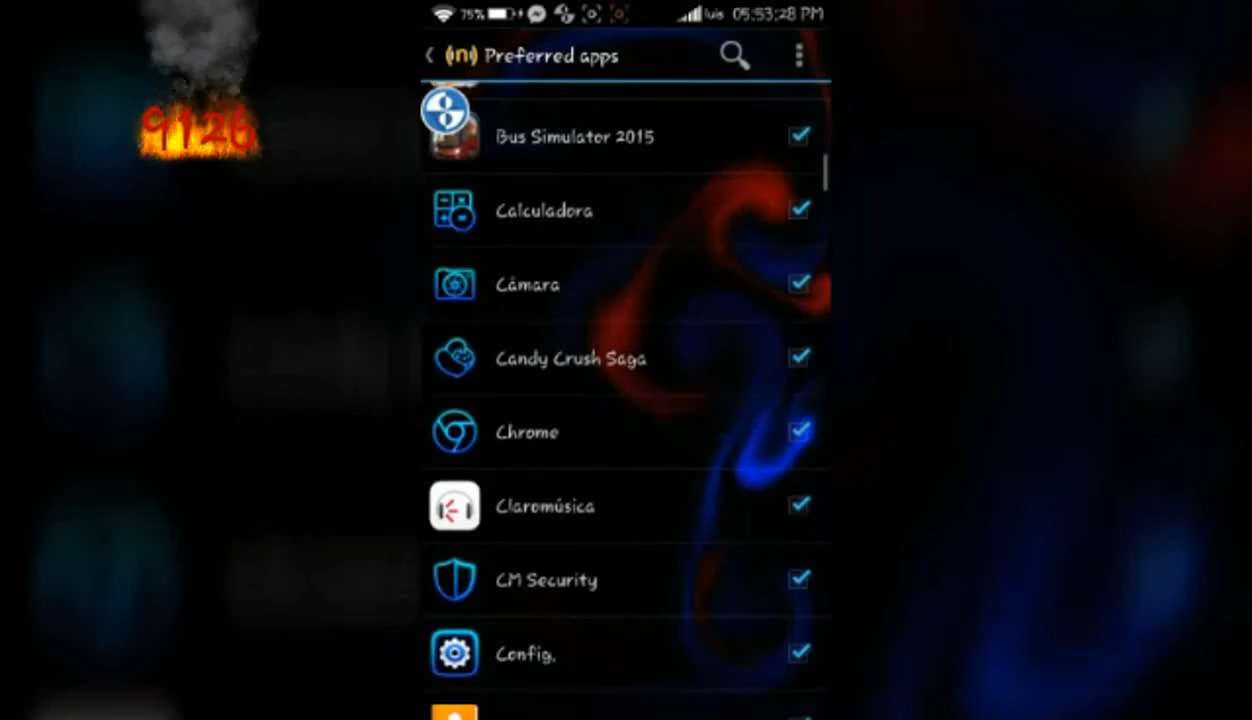 9126
75% luis 05:53:28 PM
(n) Preferred apps
Bus Simulator 2015
Calculadora
Cámara
Candy Crush Saga
Chrome
Claromúsica
CM Security
Config.